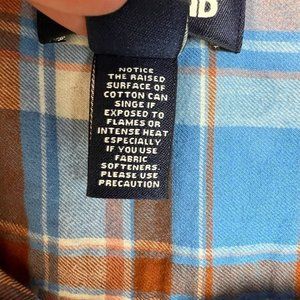 NOTICE
THE RAISED
SURFACE OF
COTTON CAN
SINGE IF
EXPOSED TO
FLAMES OR
INTENSE HEAT
ESPECIALLY
IF YOU USE
FABRIC
SOFTENERS.
PLEASE USE
PRECAUTION